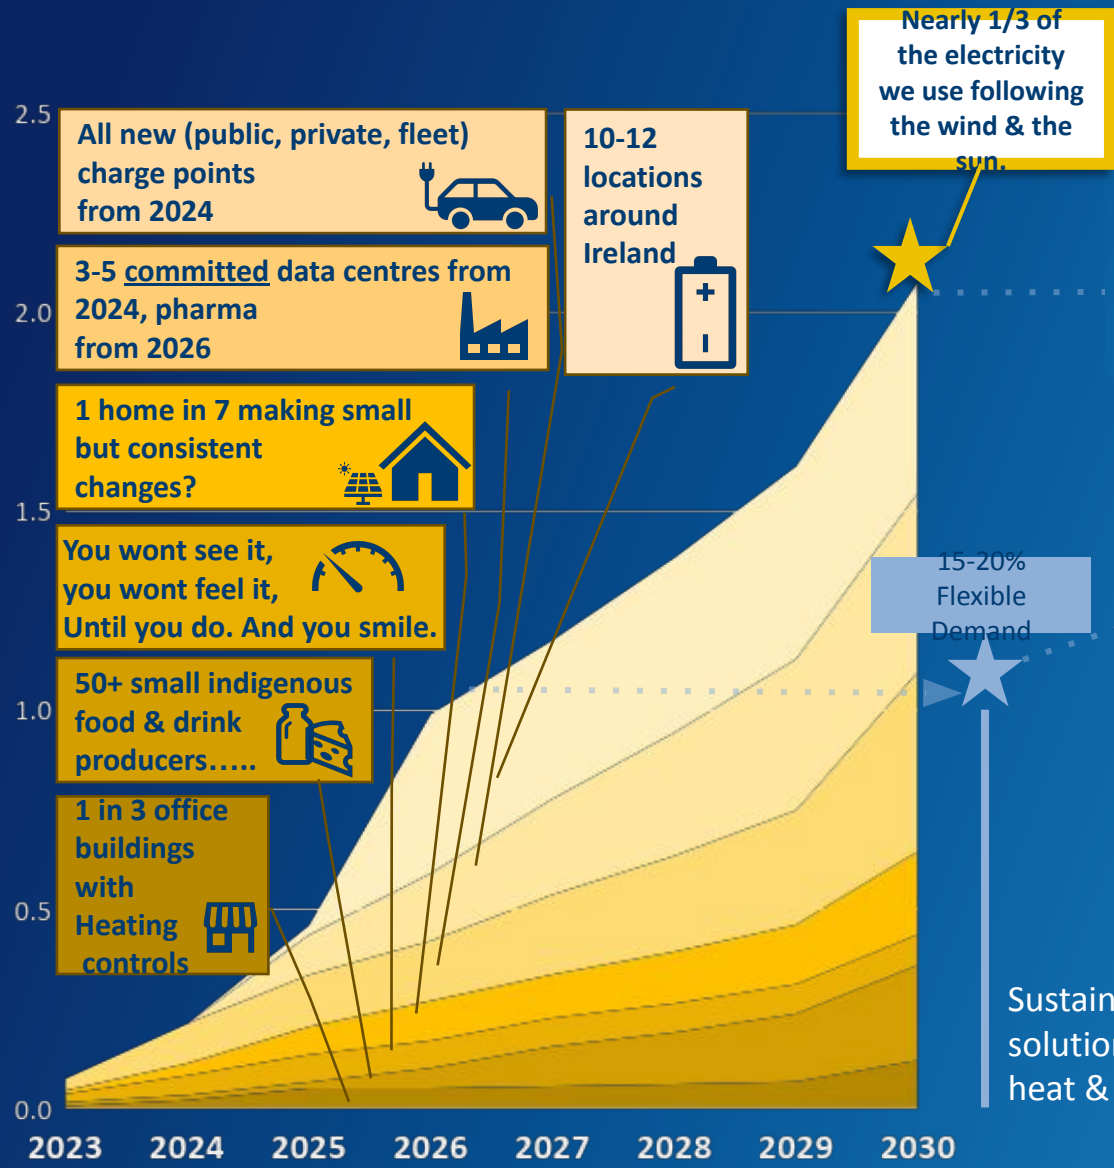 Nearly 1/3 of
the electricity
we use following
the wind & the
sun.
2.5
All new (public, private, fleet)
charge points
from 2024
10-12
locations
around
Ireland
3-5 committed data centres from
2024, pharma
from 2026
2.0
1 home in 7 making small
but consistent
changes?
1.5
You wont see it,
you wont feel it,
Until you do. And you smile.
15-20%
Flexible
Demand
50+ small indigenous
food & drink
producers.....
1.0
1 in 3 office
buildings
with
Heating
controls
0.5
Sustain
solution
heat &
0.0
2023 2024 2025 2026 2027 2028 2029 2030